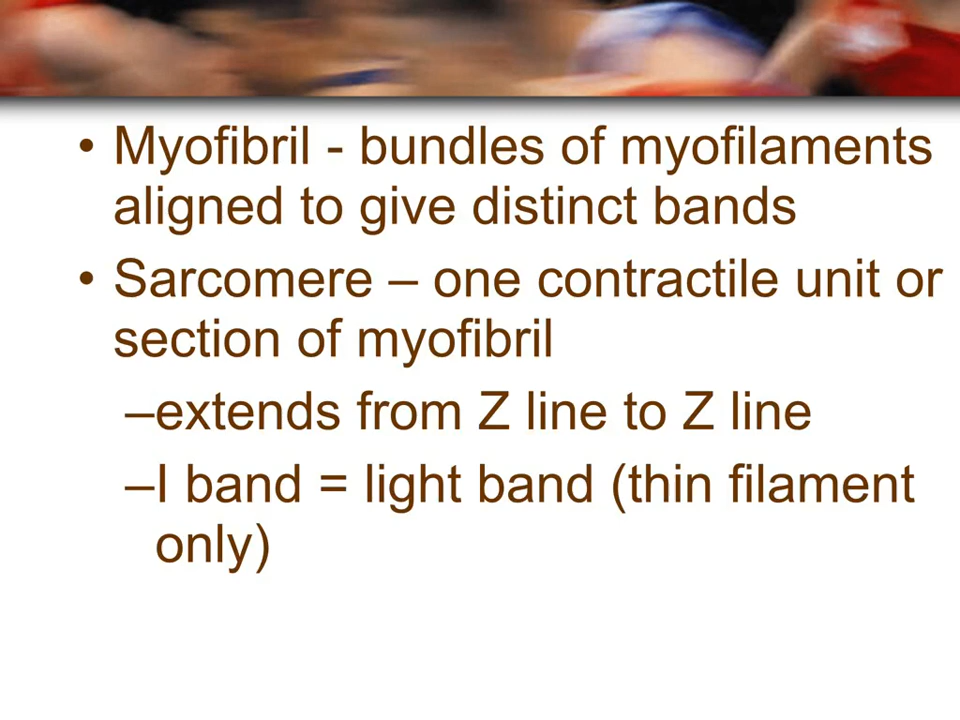 • Myofibril - bundles of myofilaments
aligned to give distinct bands
• Sarcomere – one contractile unit or
section of myofibril
–extends from Z line to Z line
–I band = light band (thin filament
only)